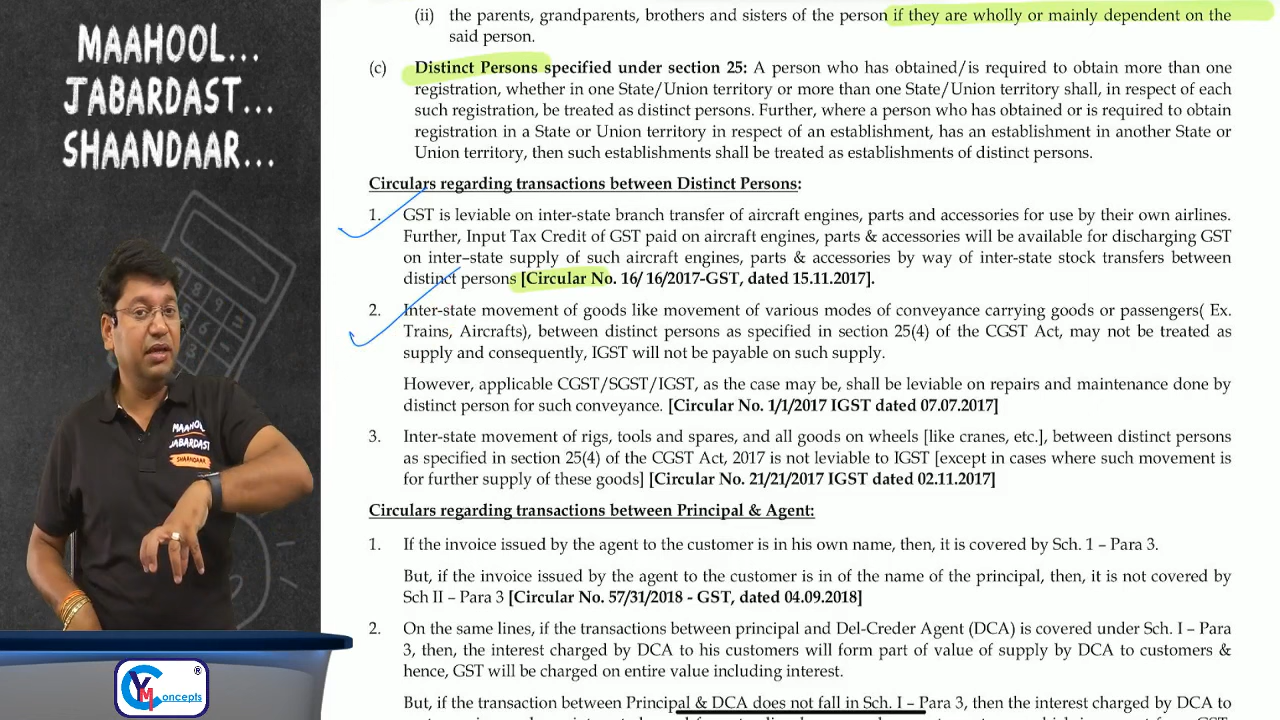 MAAHOOL...
JABARDAST...
SHAANDAAR...
MAAHOL
JABARDAST
SHAANDAAR
CYM Concepts ®
(ii) the parents, grandparents, brothers and sisters of the person if they are wholly or mainly dependent on the
said person.
(c) Distinct Persons specified under section 25: A person who has obtained/is required to obtain more than one
registration, whether in one State/Union territory or more than one State/Union territory shall, in respect of each
such registration, be treated as distinct persons. Further, where a person who has obtained or is required to obtain
registration in a State or Union territory in respect of an establishment, has an establishment in another State or
Union territory, then such establishments shall be treated as establishments of distinct persons.
Circulars regarding transactions between Distinct Persons:
1. GST is leviable on inter-state branch transfer of aircraft engines, parts and accessories for use by their own airlines.
Further, Input Tax Credit of GST paid on aircraft engines, parts & accessories will be available for discharging GST
on inter–state supply of such aircraft engines, parts & accessories by way of inter-state stock transfers between
distinct persons [Circular No. 16/ 16/2017-GST, dated 15.11.2017].
2. Inter-state movement of goods like movement of various modes of conveyance carrying goods or passengers( Ex.
Trains, Aircrafts), between distinct persons as specified in section 25(4) of the CGST Act, may not be treated as
supply and consequently, IGST will not be payable on such supply.
However, applicable CGST/SGST/IGST, as the case may be, shall be leviable on repairs and maintenance done by
distinct person for such conveyance. [Circular No. 1/1/2017 IGST dated 07.07.2017]
3. Inter-state movement of rigs, tools and spares, and all goods on wheels [like cranes, etc.], between distinct persons
as specified in section 25(4) of the CGST Act, 2017 is not leviable to IGST [except in cases where such movement is
for further supply of these goods] [Circular No. 21/21/2017 IGST dated 02.11.2017]
Circulars regarding transactions between Principal & Agent:
1. If the invoice issued by the agent to the customer is in his own name, then, it is covered by Sch. 1 – Para 3.
But, if the invoice issued by the agent to the customer is in of the name of the principal, then, it is not covered by
Sch II – Para 3 [Circular No. 57/31/2018 - GST, dated 04.09.2018]
2. On the same lines, if the transactions between principal and Del-Creder Agent (DCA) is covered under Sch. I – Para
3, then, the interest charged by DCA to his customers will form part of value of supply by DCA to customers &
hence, GST will be charged on entire value including interest.
But, if the transaction between Principal & DCA does not fall in Sch. I – Para 3, then the interest charged by DCA to